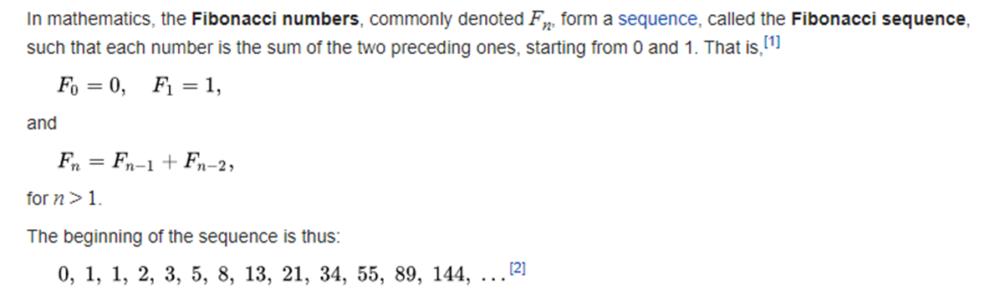 In mathematics, the Fibonacci numbers, commonly denoted Fₙ, form a sequence, called the Fibonacci sequence,
such that each number is the sum of the two preceding ones, starting from 0 and 1. That is,[1]
F₀ = 0, F₁ = 1,
and
Fₙ = Fₙ₋₁ + Fₙ₋₂,
for n > 1.
The beginning of the sequence is thus:
0, 1, 1, 2, 3, 5, 8, 13, 21, 34, 55, 89, 144, ...[2]